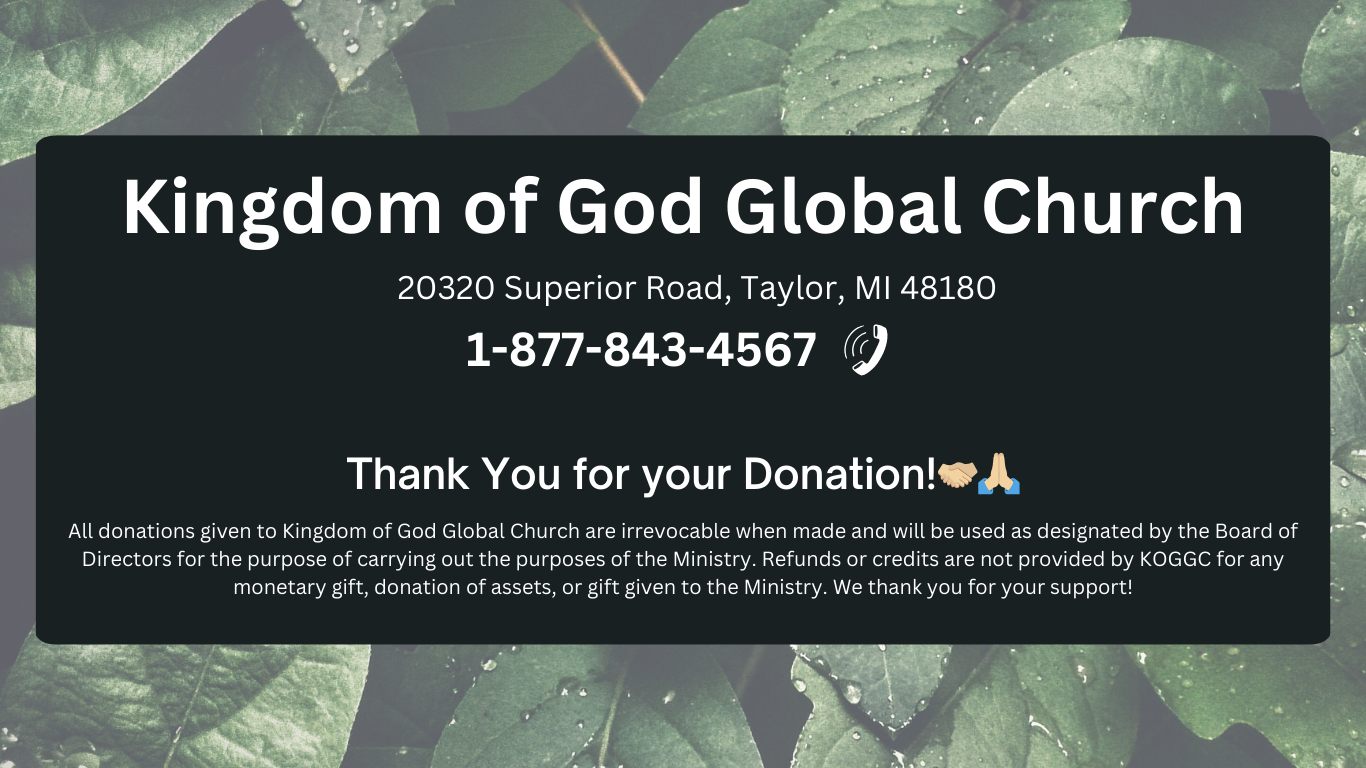 Kingdom of God Global Church
20320 Superior Road, Taylor, MI 48180
1-877-843-4567
Thank You for your Donation!🤝🏼🙏🏼
All donations given to Kingdom of God Global Church are irrevocable when made and will be used as designated by the Board of
Directors for the purpose of carrying out the purposes of the Ministry. Refunds or credits are not provided by KOGGC for any
monetary gift, donation of assets, or gift given to the Ministry. We thank you for your support!